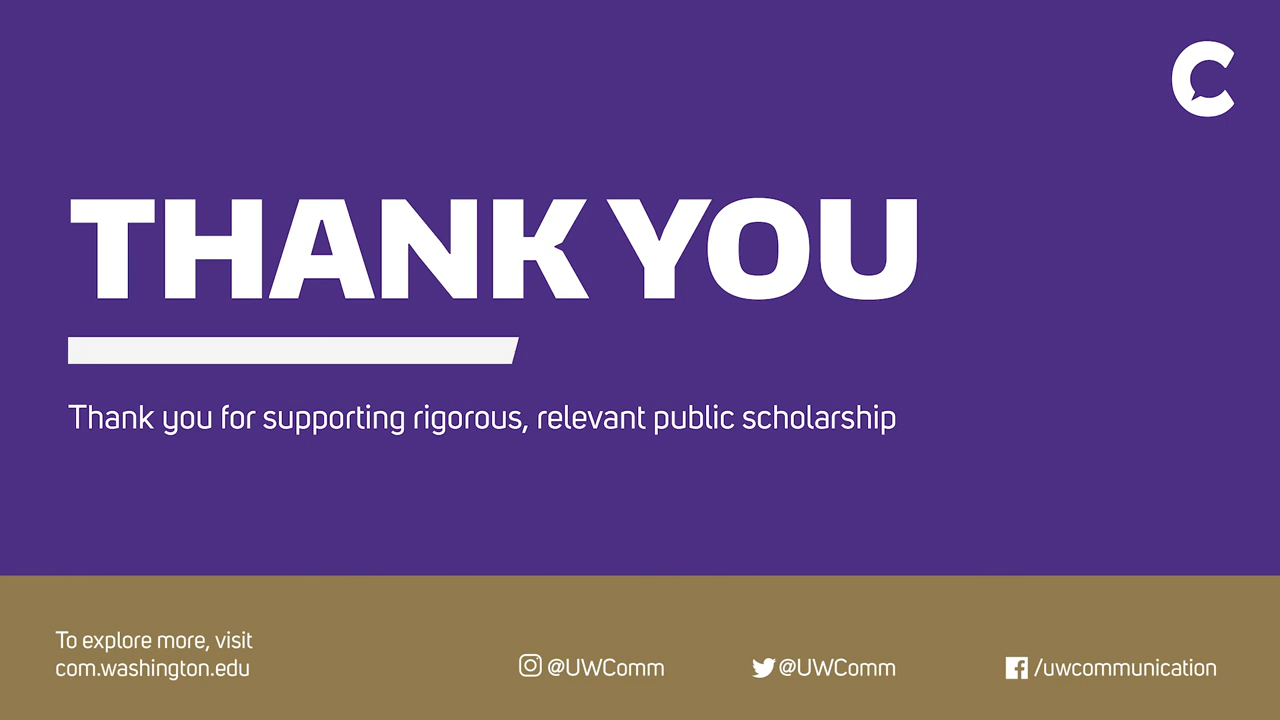 C
THANK YOU
Thank you for supporting rigorous, relevant public scholarship
To explore more, visit
com.washington.edu
@UWComm
@UWComm
/uwcommunication